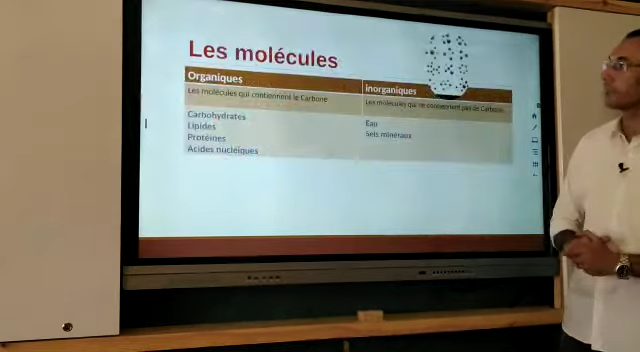 Les molécules
Organiques
inorganiques
Les molécules qui contiennent le Carbone
Les molécules qui ne contiennent pas de Carbone
Carbohydrates
Lipides
Protéines
Acides nucléiques
Eau
Sels minéraux